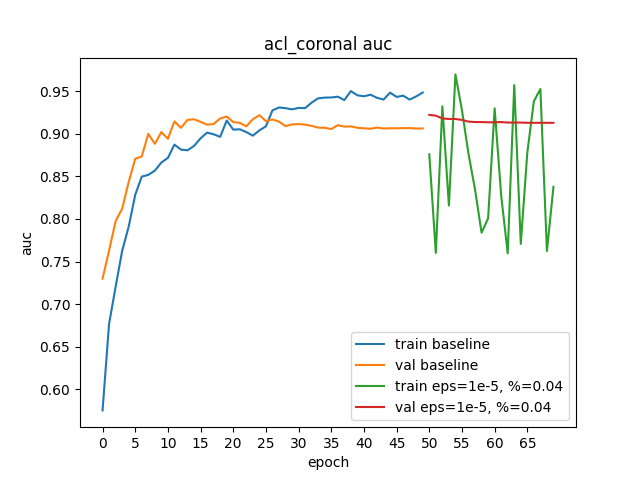 acl_coronal auc
auc
0.95
0.90
0.85
0.80
0.75
0.70
0.65
0.60
0 5 10 15 20 25 30 35 40 45 50 55 60 65
epoch
train baseline
val baseline
train eps=1e-5, %=0.04
val eps=1e-5, %=0.04